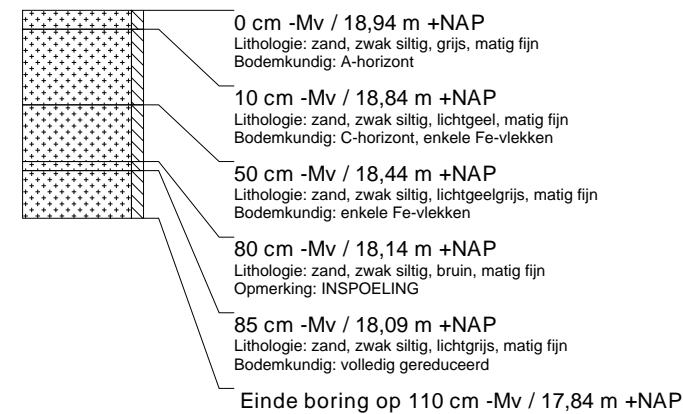 0 cm -Mv / 18,94 m +NAP
Lithologie: zand, zwak siltig, grijs, matig fijn
Bodemkundig: A-horizont
10 cm -Mv / 18,84 m +NAP
Lithologie: zand, zwak siltig, lichtgeel, matig fijn
Bodemkundig: C-horizont, enkele Fe-vlekken
50 cm -Mv / 18,44 m +NAP
Lithologie: zand, zwak siltig, lichtgeelgrijs, matig fijn
Bodemkundig: enkele Fe-vlekken
80 cm -Mv / 18,14 m +NAP
Lithologie: zand, zwak siltig, bruin, matig fijn
Opmerking: INSPOELING
85 cm -Mv / 18,09 m +NAP
Lithologie: zand, zwak siltig, lichtgrijs, matig fijn
Bodemkundig: volledig gereduceerd
Einde boring op 110 cm -Mv / 17,84 m +NAP